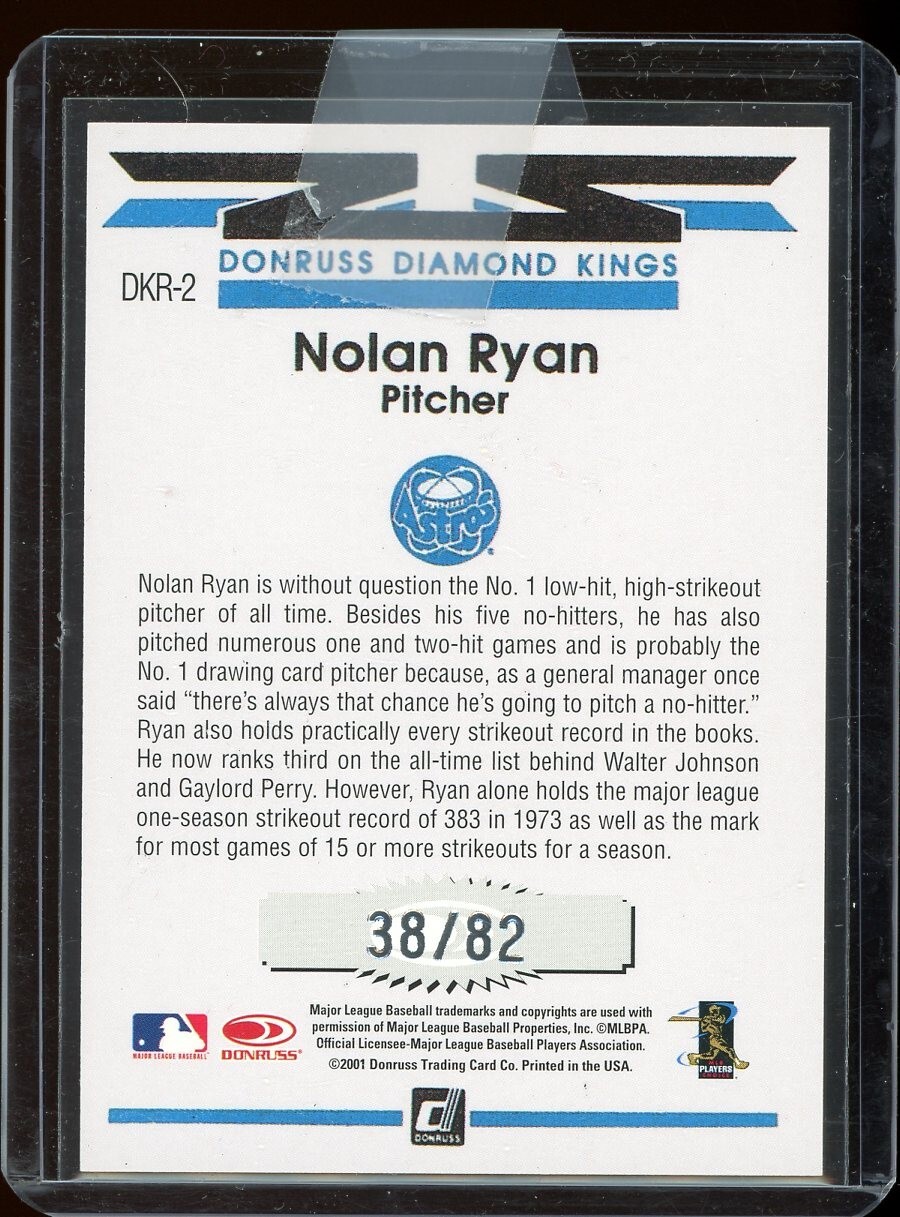 DONRUSS DIAMOND KINGS
DKR-2
Nolan Ryan
Pitcher
Astros
Nolan Ryan is without question the No. 1 low-hit, high-strikeout
pitcher of all time. Besides his five no-hitters, he has also
pitched numerous one and two-hit games and is probably the
No. 1 drawing card pitcher because, as a general manager once
said “there’s always that chance he’s going to pitch a no-hitter.”
Ryan also holds practically every strikeout record in the books.
He now ranks third on the all-time list behind Walter Johnson
and Gaylord Perry. However, Ryan alone holds the major league
one-season strikeout record of 383 in 1973 as well as the mark
for most games of 15 or more strikeouts for a season.
38/82
MAJOR LEAGUE BASEBALL
DONRUSS®
Major League Baseball trademarks and copyrights are used with
permission of Major League Baseball Properties, Inc. ©MLBPA.
Official Licensee-Major League Baseball Players Association.
©2001 Donruss Trading Card Co. Printed in the USA.
MLB
PLAYERS
CHOICE
d
DONRUSS